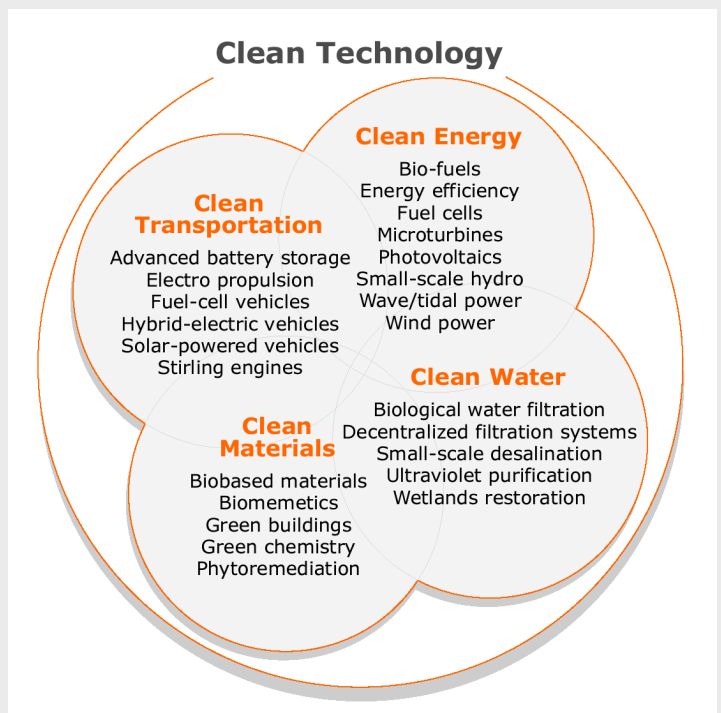 Clean Technology
Clean Energy
Bio-fuels
Energy efficiency
Fuel cells
Microturbines
Photovoltaics
Small-scale hydro
Wave/tidal power
Wind power
Clean
Transportation
Advanced battery storage
Electro propulsion
Fuel-cell vehicles
Hybrid-electric vehicles
Solar-powered vehicles
Stirling engines
Clean Water
Biological water filtration
Decentralized filtration systems
Small-scale desalination
Ultraviolet purification
Wetlands restoration
Clean
Materials
Biobased materials
Biomemetics
Green buildings
Green chemistry
Phytoremediation